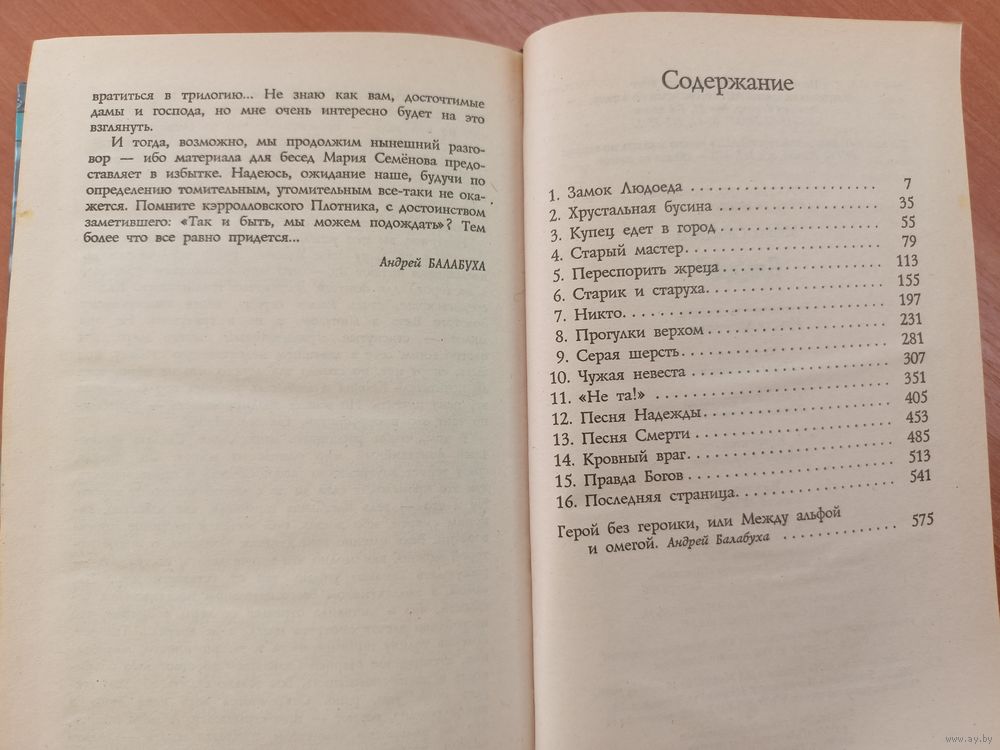 вратиться в трилогию... Не знаю как вам, досточтимые
дамы и господа, но мне очень интересно будет на это
взглянуть.
И тогда, возможно, мы продолжим нынешний разго-
вор — ибо материала для бесед Мария Семёнова предо-
ставляет в избытке. Надеюсь, ожидание наше, будучи по
определению томительным, утомительным все-таки не ока-
жется. Помните кэрролловского Плотника, с достоинством
заметившего: «Так и быть, мы можем подождать»? Тем
более что все равно придется...
Андрей БАЛАБУХА
Содержание
1. Замок Людоеда . . . . . . . . . . . . . . . . . . . 7
2. Хрустальная бусина . . . . . . . . . . . . . . . . 35
3. Купец едет в город . . . . . . . . . . . . . . . . 55
4. Старый мастер . . . . . . . . . . . . . . . . . . . 79
5. Переспорить жреца . . . . . . . . . . . . . . . . 113
6. Старик и старуха . . . . . . . . . . . . . . . . . 155
7. Никто . . . . . . . . . . . . . . . . . . . . . . . . 197
8. Прогулки верхом . . . . . . . . . . . . . . . . . 231
9. Серая шерсть . . . . . . . . . . . . . . . . . . . 281
10. Чужая невеста . . . . . . . . . . . . . . . . . . 307
11. «Не та!» . . . . . . . . . . . . . . . . . . . . . 351
12. Песня Надежды . . . . . . . . . . . . . . . . . 405
13. Песня Смерти . . . . . . . . . . . . . . . . . . 453
14. Кровный враг . . . . . . . . . . . . . . . . . . 485
15. Правда Богов . . . . . . . . . . . . . . . . . . 513
16. Последняя страница . . . . . . . . . . . . . . 541
Герой без героики, или Между альфой
и омегой. Андрей Балабуха . . . . . . . . . . 575
www.ay.by